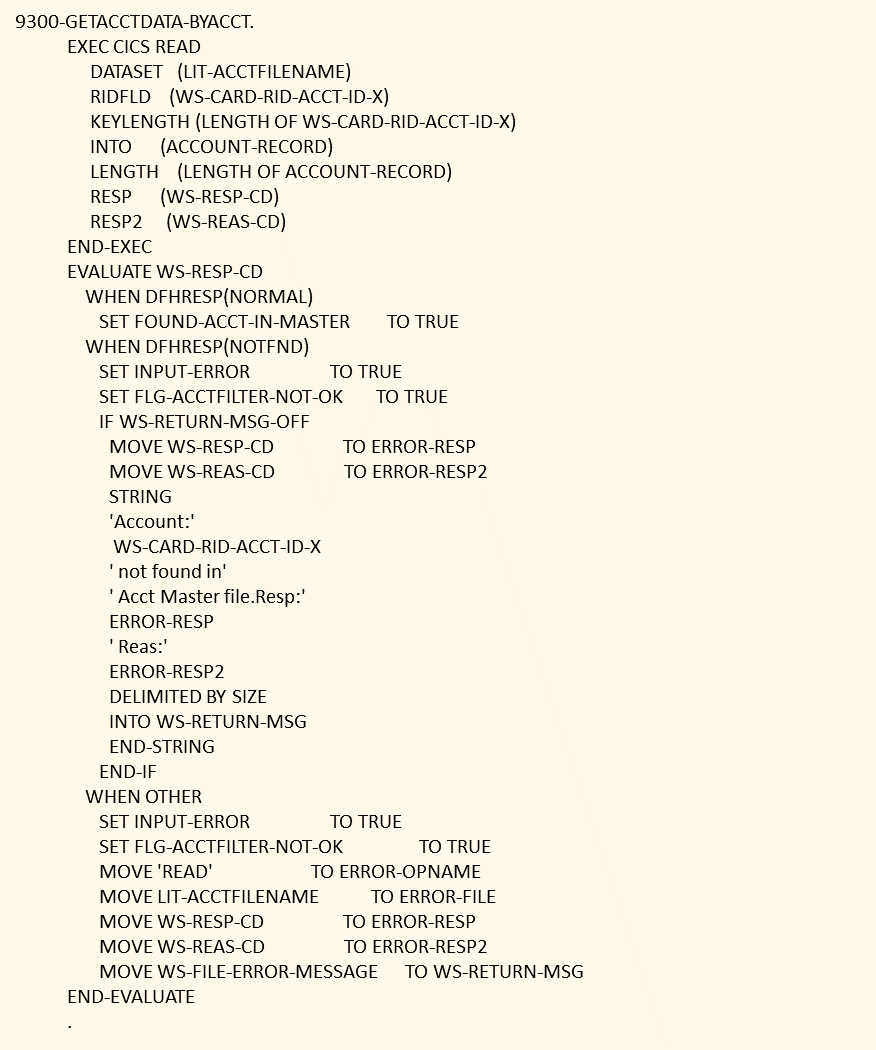 9300-GETACCTDATA-BYACCT.
EXEC CICS READ
DATASET (LIT-ACCTFILENAME)
RIDFLD (WS-CARD-RID-ACCT-ID-X)
KEYLENGTH (LENGTH OF WS-CARD-RID-ACCT-ID-X)
INTO (ACCOUNT-RECORD)
LENGTH (LENGTH OF ACCOUNT-RECORD)
RESP (WS-RESP-CD)
RESP2 (WS-REAS-CD)
END-EXEC
EVALUATE WS-RESP-CD
WHEN DFHRESP(NORMAL)
SET FOUND-ACCT-IN-MASTER TO TRUE
WHEN DFHRESP(NOTFND)
SET INPUT-ERROR TO TRUE
SET FLG-ACCTFILTER-NOT-OK TO TRUE
IF WS-RETURN-MSG-OFF
MOVE WS-RESP-CD TO ERROR-RESP
MOVE WS-REAS-CD TO ERROR-RESP2
STRING
'Account:'
WS-CARD-RID-ACCT-ID-X
' not found in'
' Acct Master file.Resp:'
ERROR-RESP
' Reas:'
ERROR-RESP2
DELIMITED BY SIZE
INTO WS-RETURN-MSG
END-STRING
END-IF
WHEN OTHER
SET INPUT-ERROR TO TRUE
SET FLG-ACCTFILTER-NOT-OK TO TRUE
MOVE 'READ' TO ERROR-OPNAME
MOVE LIT-ACCTFILENAME TO ERROR-FILE
MOVE WS-RESP-CD TO ERROR-RESP
MOVE WS-REAS-CD TO ERROR-RESP2
MOVE WS-FILE-ERROR-MESSAGE TO WS-RETURN-MSG
END-EVALUATE
.